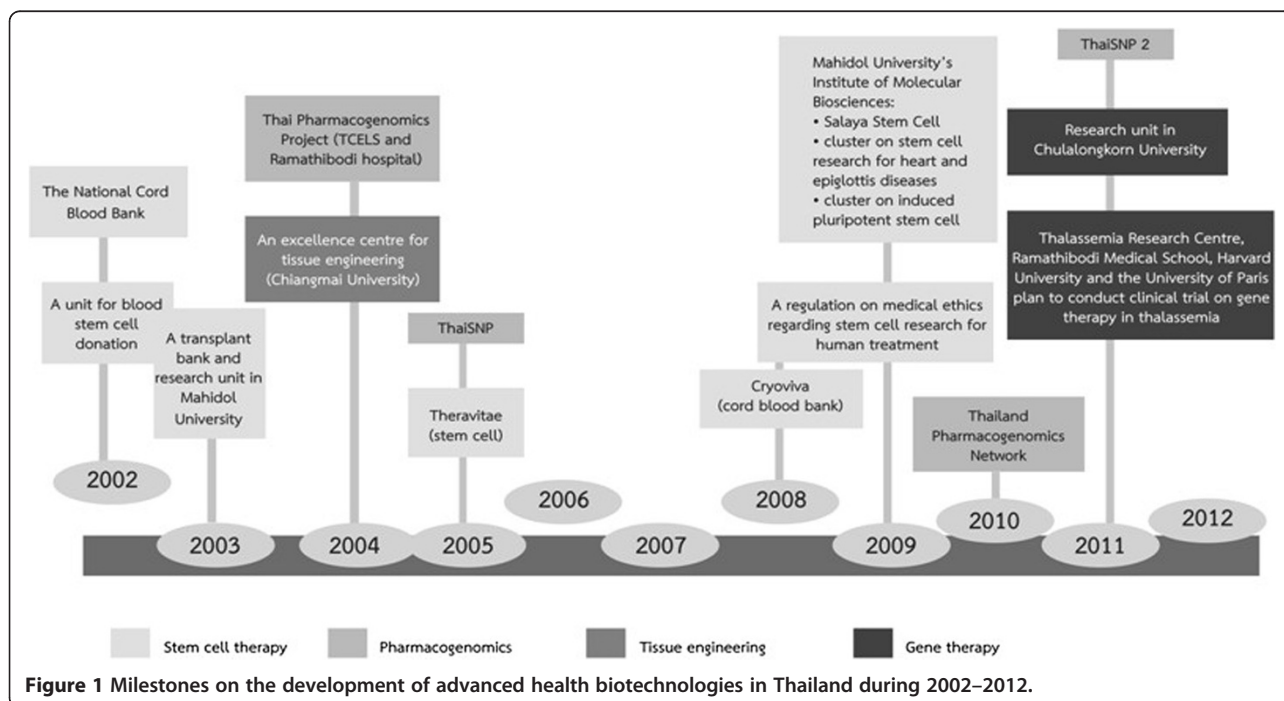 The National Cord
Blood Bank
A unit for blood
stem cell
donation
A transplant
bank and
research unit in
Mahidol
University
Thai Pharmacogenomics
Project (TCELS and
Ramathibodi hospital)
An excellence centre for
tissue engineering
(Chiangmai University)
ThaiSNP
Theravitae
(stem cell)
Mahidol University's
Institute of Molecular
Biosciences:
• Salaya Stem Cell
• cluster on stem cell
research for heart and
epiglottis diseases
• cluster on induced
pluripotent stem cell
A regulation on medical ethics
regarding stem cell research for
human treatment
Cryoviva
(cord blood bank)
Thailand
Pharmacogenomics
Network
ThaiSNP 2
Research unit in
Chulalongkorn University
Thalassemia Research Centre,
Ramathibodi Medical School, Harvard
University and the University of Paris
plan to conduct clinical trial on gene
therapy in thalassemia
2002
2003
2004
2005
2006
2007
2008
2009
2010
2011
2012
Stem cell therapy
Pharmacogenomics
Tissue engineering
Gene therapy
Figure 1 Milestones on the development of advanced health biotechnologies in Thailand during 2002–2012.